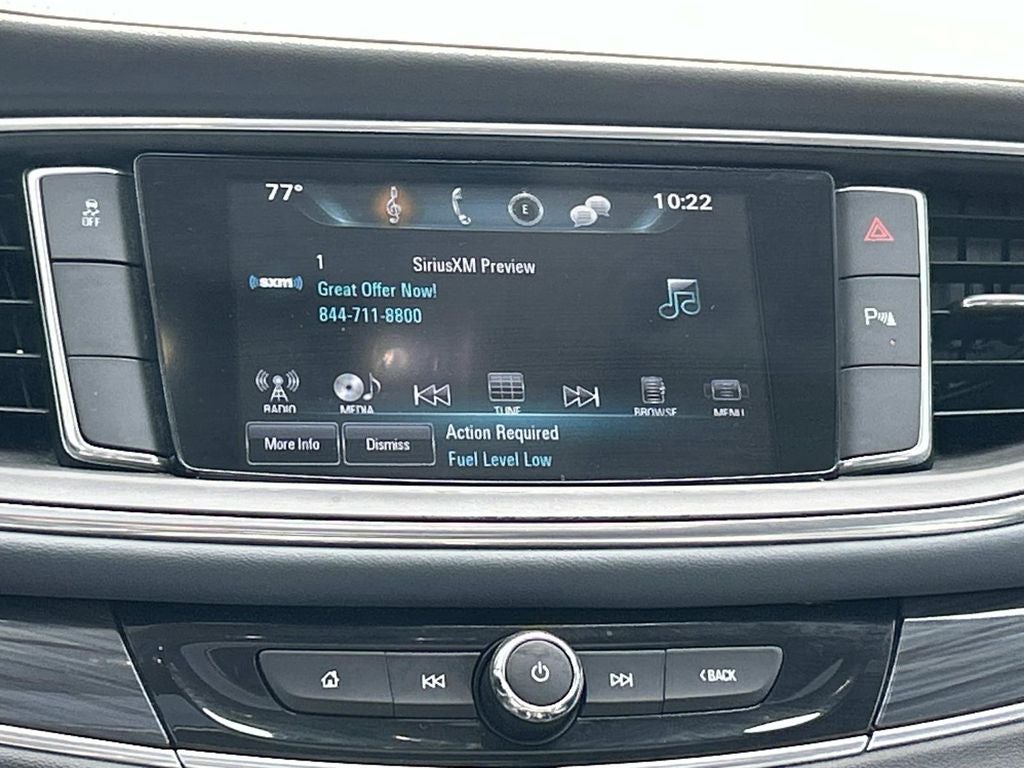 77° 10:22
OFF
E
1 SiriusXM Preview
((sxm))
Great Offer Now!
844-711-8800
P
RADIO MEDIA TUNE BROWSE MENU
More Info Dismiss Action Required
Fuel Level Low
<BACK